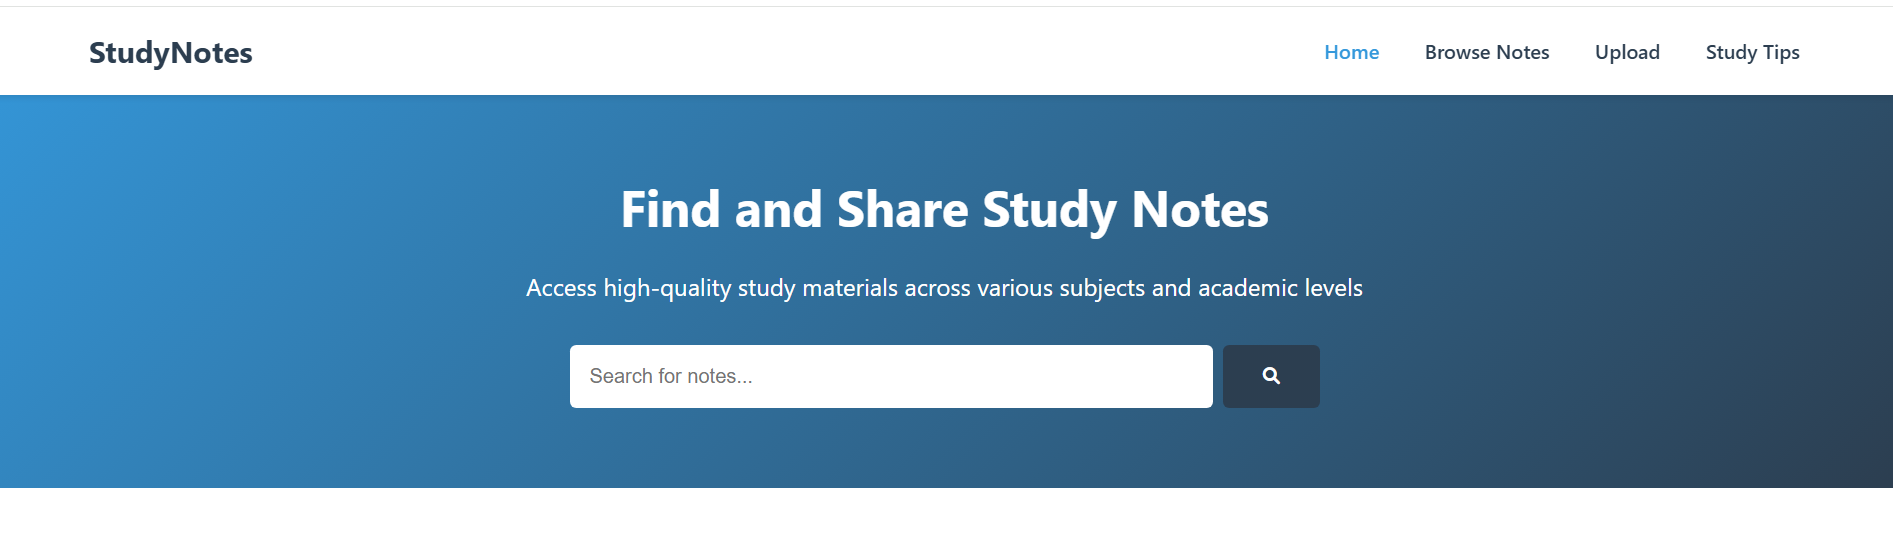 StudyNotes
Home Browse Notes Upload Study Tips
Find and Share Study Notes
Access high-quality study materials across various subjects and academic levels
Search for notes...